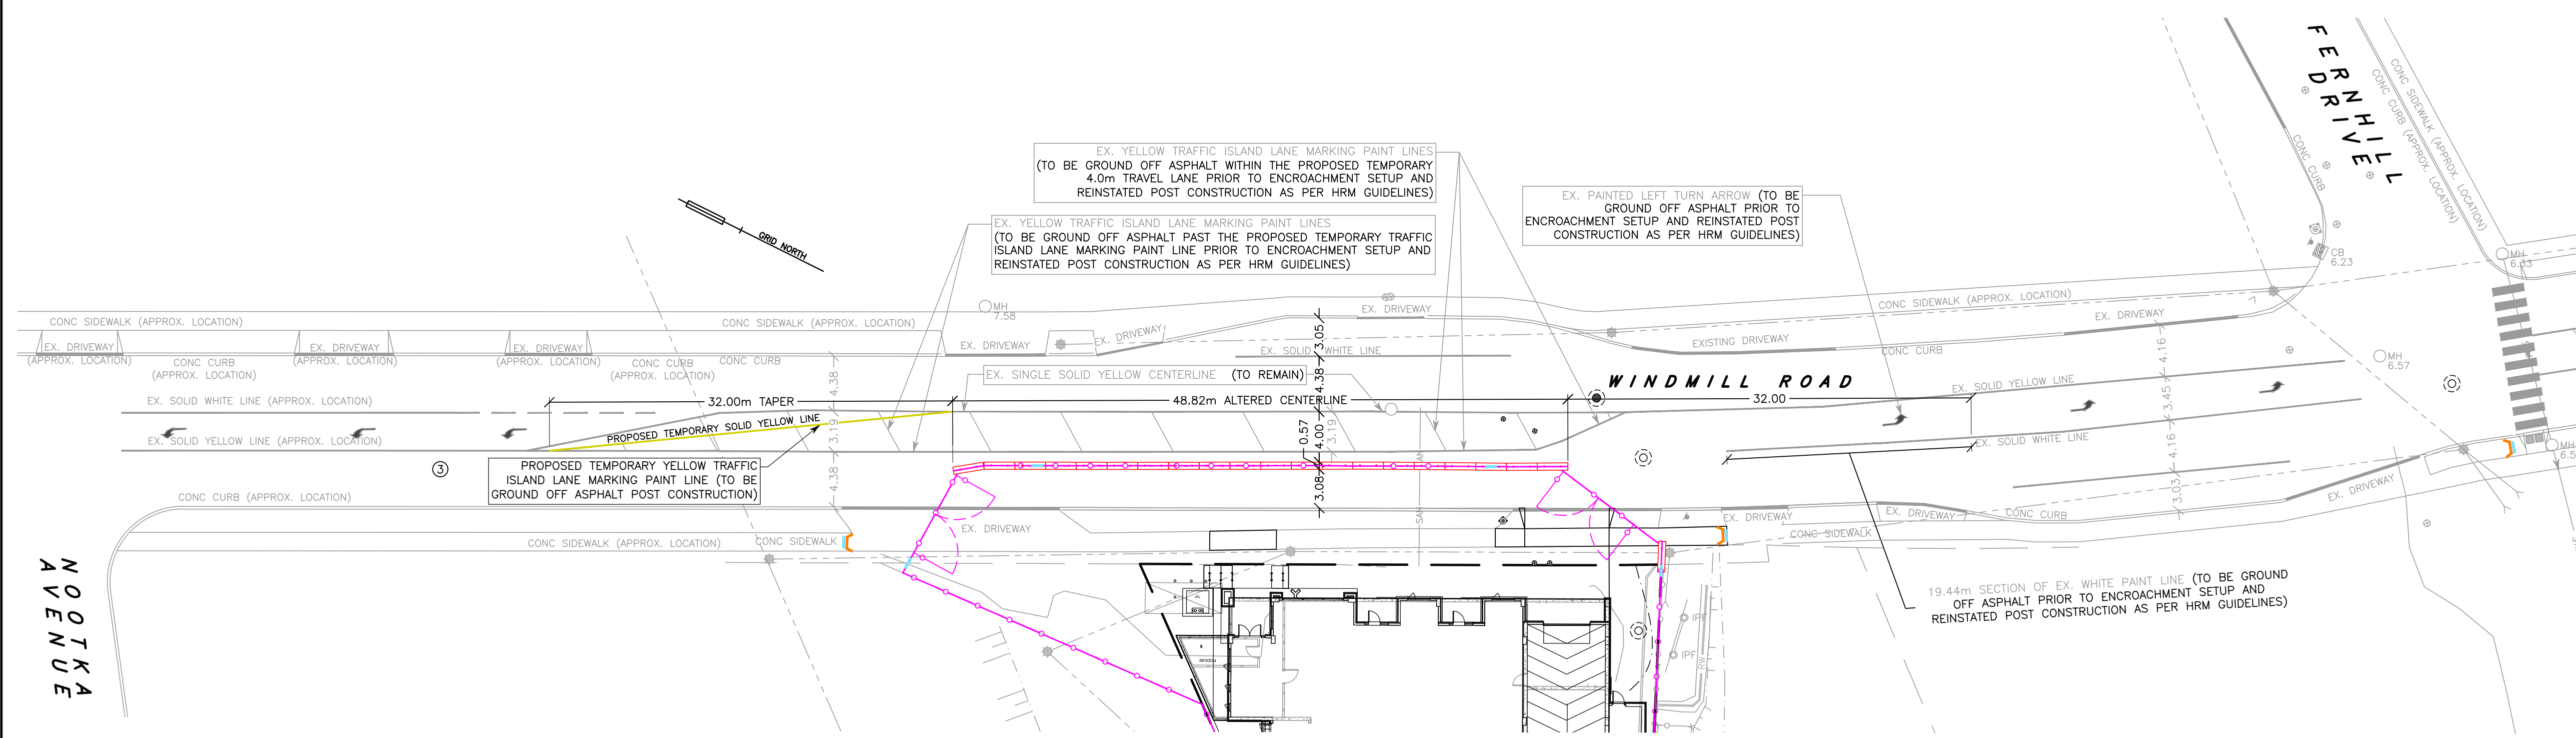 FERNHILL
DRIVE
CONC SIDEWALK (APPROX. LOCATION)
CONC CURB (APPROX. LOCATION)
CONC CURB
EX. YELLOW TRAFFIC ISLAND LANE MARKING PAINT LINES
(TO BE GROUND OFF ASPHALT WITHIN THE PROPOSED TEMPORARY
4.0m TRAVEL LANE PRIOR TO ENCROACHMENT SETUP AND
REINSTATED POST CONSTRUCTION AS PER HRM GUIDELINES)
EX. YELLOW TRAFFIC ISLAND LANE MARKING PAINT LINES
(TO BE GROUND OFF ASPHALT PAST THE PROPOSED TEMPORARY TRAFFIC
ISLAND LANE MARKING PAINT LINE PRIOR TO ENCROACHMENT SETUP AND
REINSTATED POST CONSTRUCTION AS PER HRM GUIDELINES)
EX. PAINTED LEFT TURN ARROW (TO BE
GROUND OFF ASPHALT PRIOR TO
ENCROACHMENT SETUP AND REINSTATED POST
CONSTRUCTION AS PER HRM GUIDELINES)
GRID NORTH
CB
6.23
MH
6.33
MH
7.58
MH
6.57
MH
CONC SIDEWALK (APPROX. LOCATION)
CONC SIDEWALK (APPROX. LOCATION)
CONC SIDEWALK (APPROX. LOCATION)
EX. DRIVEWAY
(APPROX. LOCATION)
EX. DRIVEWAY
(APPROX. LOCATION)
EX. DRIVEWAY
(APPROX. LOCATION)
CONC CURB
(APPROX. LOCATION)
CONC CURB
(APPROX. LOCATION)
CONC CURB
EX. DRIVEWAY
EX. DRIVEWAY
EX. DRIVEWAY
EX. SOLID WHITE LINE
EXISTING DRIVEWAY
CONC CURB
EX. DRIVEWAY
3.05
4.38
4.00
0.57
3.08
3.19
4.38
3.19
4.38
EX. SINGLE SOLID YELLOW CENTERLINE (TO REMAIN)
WINDMILL ROAD
EX. SOLID YELLOW LINE
4.16
3.45
4.16
3.03
EX. SOLID WHITE LINE (APPROX. LOCATION)
32.00m TAPER
48.82m ALTERED CENTERLINE
32.00
PROPOSED TEMPORARY SOLID YELLOW LINE
EX. SOLID YELLOW LINE (APPROX. LOCATION)
EX. SOLID WHITE LINE
3
PROPOSED TEMPORARY YELLOW TRAFFIC
ISLAND LANE MARKING PAINT LINE (TO BE
GROUND OFF ASPHALT POST CONSTRUCTION)
CONC CURB (APPROX. LOCATION)
EX. DRIVEWAY
SAN
EX. DRIVEWAY
EX. DRIVEWAY
CONC CURB
EX. DRIVEWAY
CONC SIDEWALK (APPROX. LOCATION)
CONC SIDEWALK
CONC SIDEWALK
NOOTKA
AVENUE
19.44m SECTION OF EX. WHITE PAINT LINE (TO BE GROUND
OFF ASPHALT PRIOR TO ENCROACHMENT SETUP AND
REINSTATED POST CONSTRUCTION AS PER HRM GUIDELINES)
IPF
IPF
RW
PODIUM